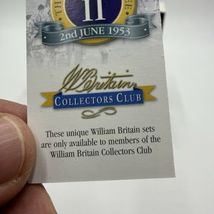 II
2nd JUNE 1953
W. Britain
COLLECTORS CLUB
These unique William Britain sets
are only available to members of the
William Britain Collectors Club